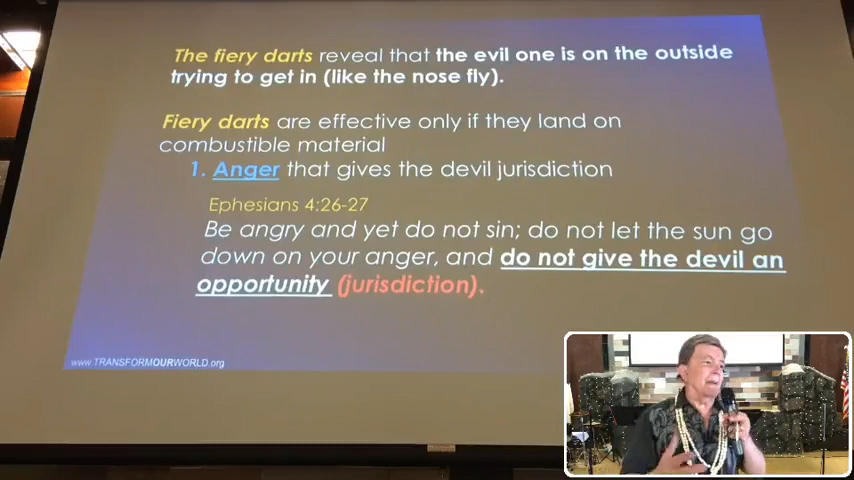 The fiery darts reveal that the evil one is on the outside
trying to get in (like the nose fly).
Fiery darts are effective only if they land on
combustible material
1. Anger that gives the devil jurisdiction
Ephesians 4:26-27
Be angry and yet do not sin; do not let the sun go
down on your anger, and do not give the devil an
opportunity (jurisdiction).
www.TRANSFORMOURWORLD.org